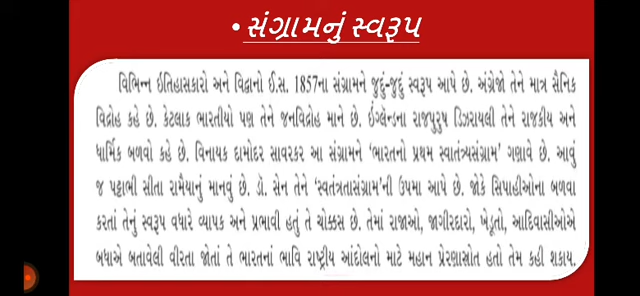 • સંગ્રામનું સ્વરૂપ
વિભિન્ન ઇતિહાસકારો અને વિદ્વાનો ઈ.સ. 1857ના સંગ્રામને જુદું-જુદું સ્વરૂપ આપે છે. અંગ્રેજો તેને માત્ર સૈનિક
વિદ્રોહ કહે છે. કેટલાક ભારતીયો પણ તેને જનવિદ્રોહ માને છે. ઇંગ્લૅન્ડના રાજપુરુષ ડિઝરાયલી તેને રાજકીય અને
ધાર્મિક બળવો કહે છે. વિનાયક દામોદર સાવરકર આ સંગ્રામને ‘ભારતનો પ્રથમ સ્વાતંત્ર્યસંગ્રામ’ ગણાવે છે. આવું
જ પટ્ટાભી સીતા રામૈયાનું માનવું છે. ડૉ. સેન તેને ‘સ્વતંત્રતાસંગ્રામ’ની ઉપમા આપે છે. જોકે સિપાહીઓના બળવા
કરતાં તેનું સ્વરૂપ વધારે વ્યાપક અને પ્રભાવી હતું તે ચોક્કસ છે. તેમાં રાજાઓ, જાગીરદારો, ખેડૂતો, આદિવાસીઓએ
બધાએ બતાવેલી વીરતા જોતાં તે ભારતનાં ભાવિ રાષ્ટ્રીય આંદોલનો માટે મહાન પ્રેરણાસ્રોત હતો તેમ કહી શકાય.